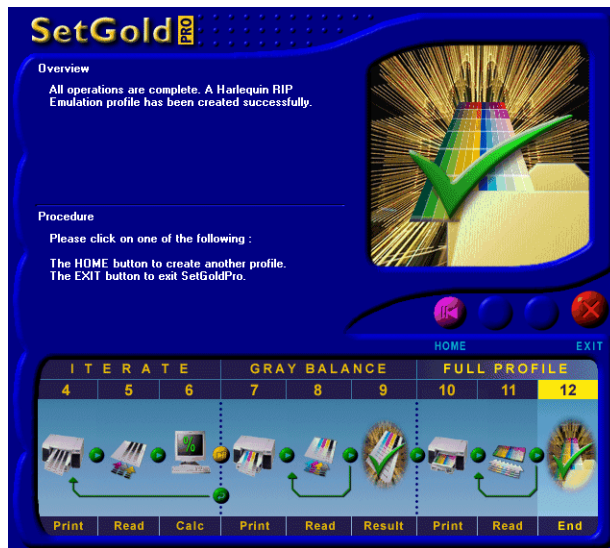 SetGold PRO
Overview
All operations are complete. A Harlequin RIP
Emulation profile has been created successfully.
Procedure
Please click on one of the following :
The HOME button to create another profile.
The EXIT button to exit SetGoldPro.
HOME EXIT
ITERATE GRAY BALANCE FULL PROFILE
4 5 6 7 8 9 10 11 12
%
Print Read Calc Print Read Result Print Read End